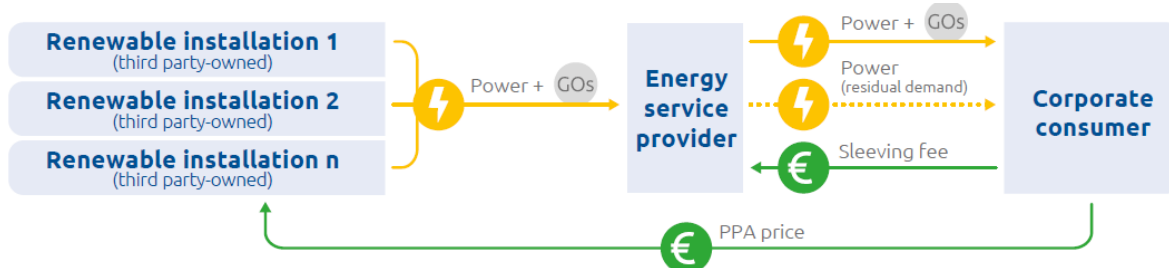 Renewable installation 1
(third party-owned)
Renewable installation 2
(third party-owned)
Renewable installation n
(third party-owned)
Power + GOs
Energy
service
provider
Power + GOs
Power
(residual demand)
Sleeving fee
€
Corporate
consumer
PPA price
€